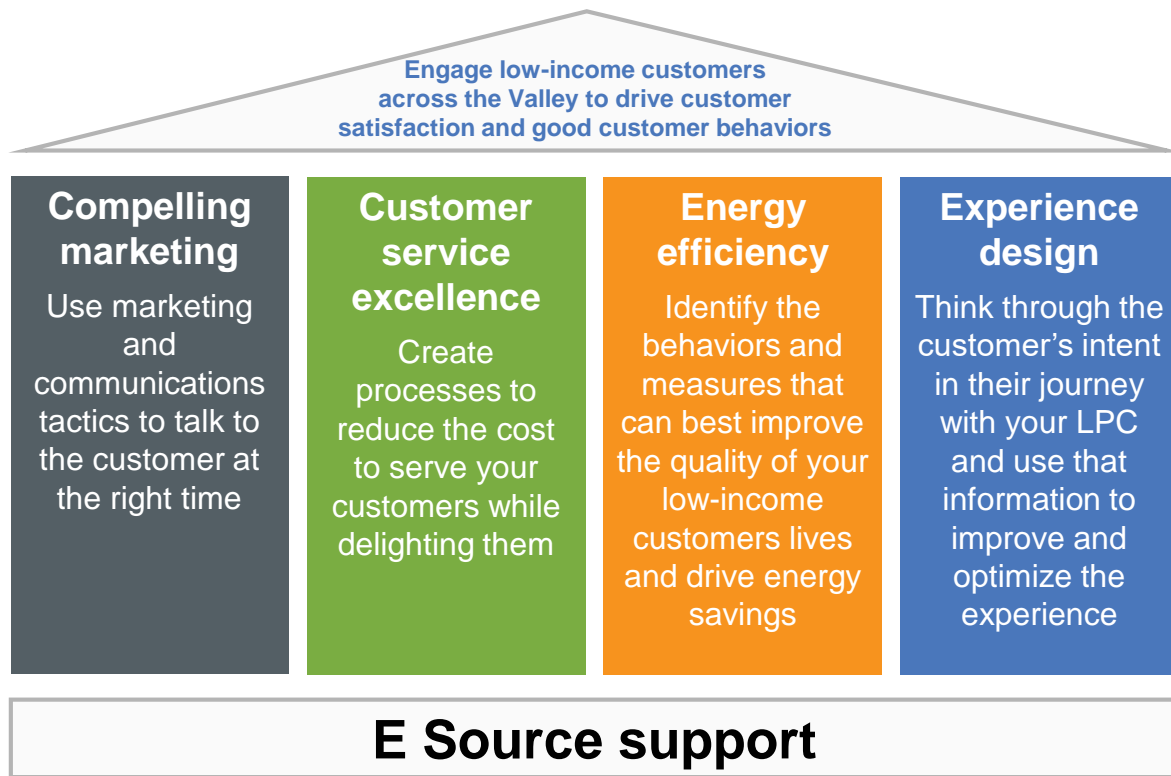 Engage low-income customers
across the Valley to drive customer
satisfaction and good customer behaviors
Compelling
marketing
Use marketing
and
communications
tactics to talk to
the customer at
the right time
Customer
service
excellence
Create
processes to
reduce the cost
to serve your
customers while
delighting them
Energy
efficiency
Identify the
behaviors and
measures that
can best improve
the quality of your
low-income
customers lives
and drive energy
savings
Experience
design
Think through the
customer’s intent
in their journey
with your LPC
and use that
information to
improve and
optimize the
experience
E Source support